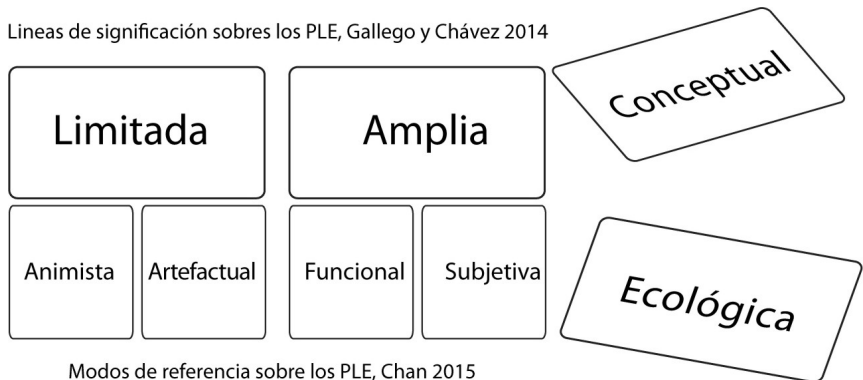 Lineas de significación sobres los PLE, Gallego y Chávez 2014
Limitada
Amplia
Conceptual
Animista
Artefactual
Funcional
Subjetiva
Ecológica
Modos de referencia sobre los PLE, Chan 2015